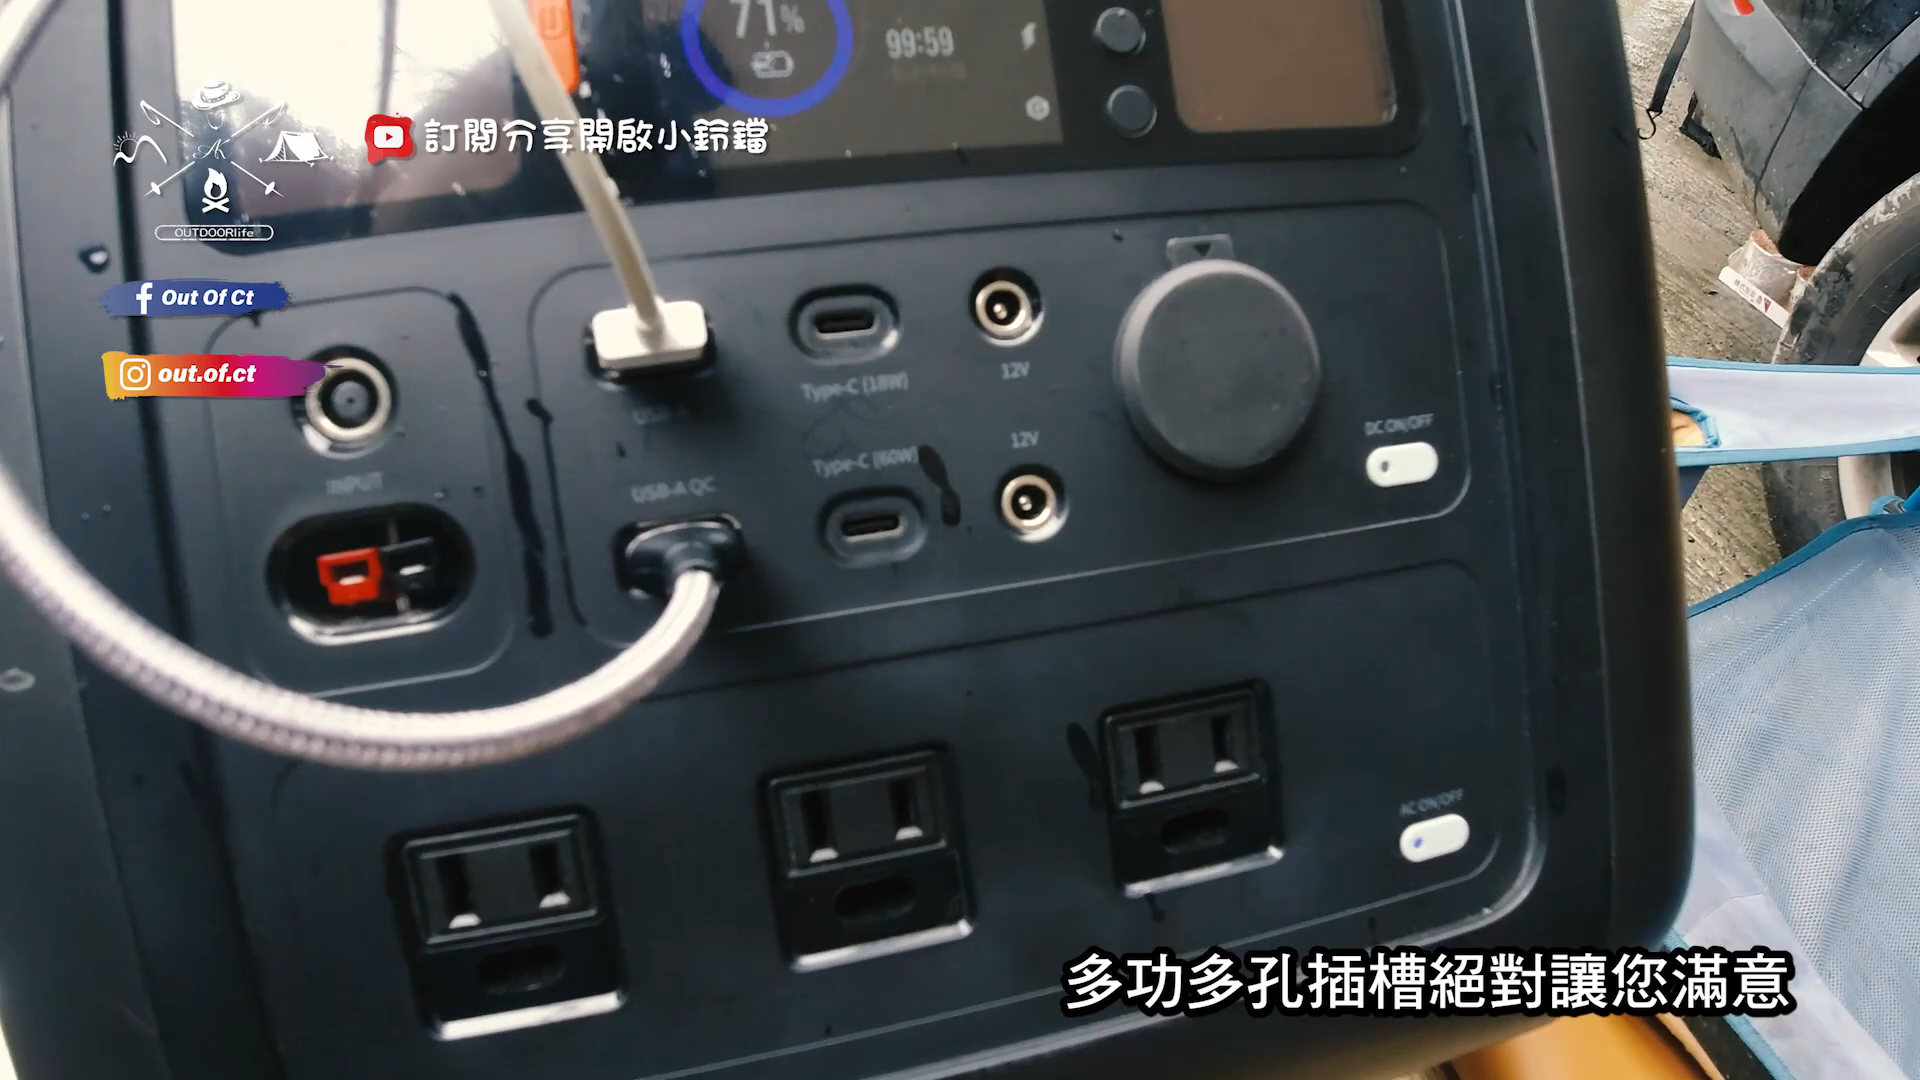 71%
99:59
訂閱分享開啟小鈴鐺
AK
OUTDOORlife
Out Of Ct
out.of.ct
INPUT
USB-A
USB-A QC
Type-C (18W)
Type-C (60W)
12V
12V
DC ON/OFF
AC ON/OFF
多功多孔插槽絕對讓您滿意